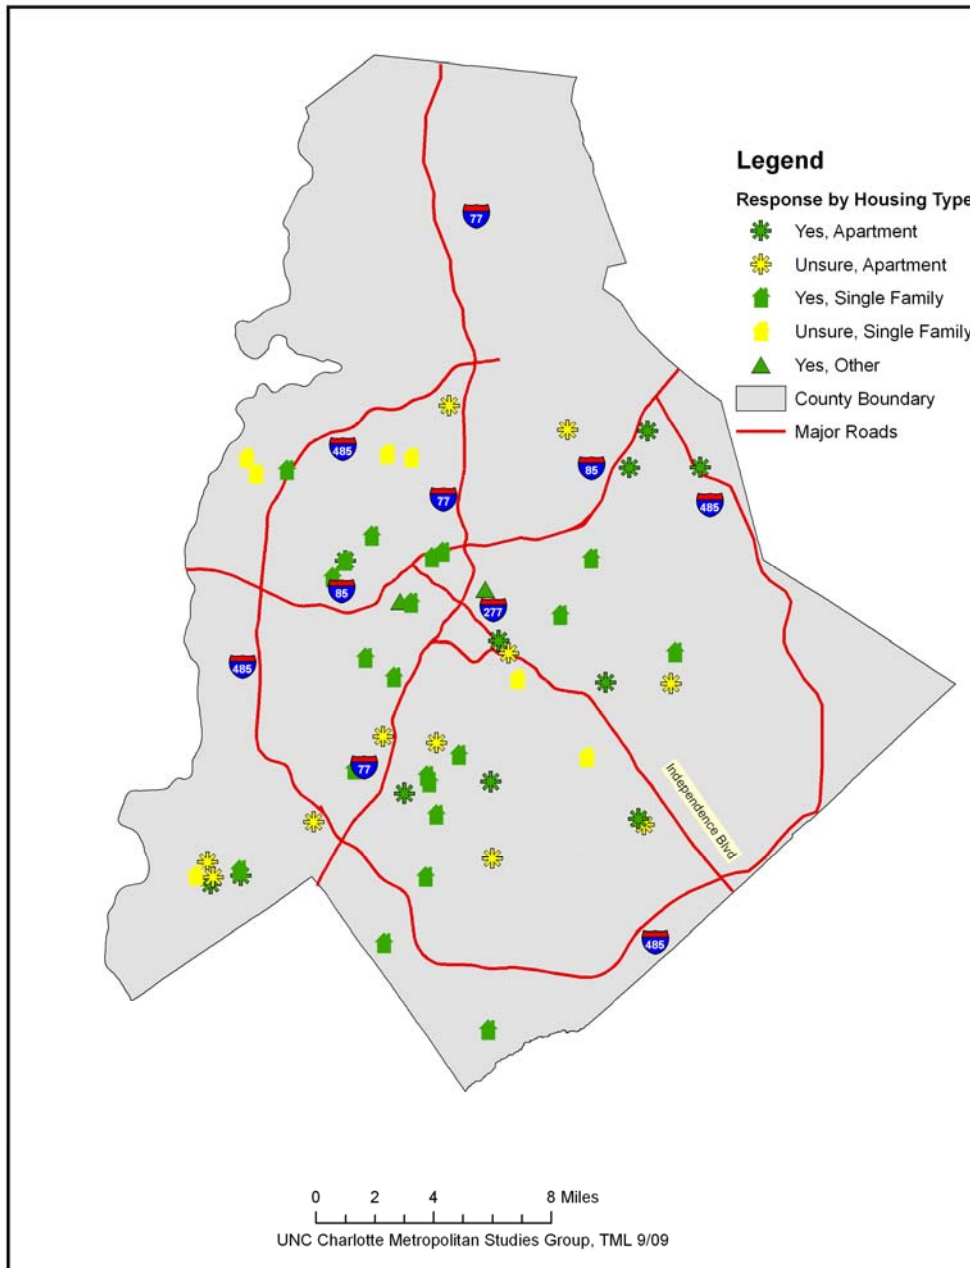 Legend
Response by Housing Type
Yes, Apartment
Unsure, Apartment
Yes, Single Family
Unsure, Single Family
Yes, Other
County Boundary
Major Roads
77
485
85
77
485
85
277
485
77
Independence Blvd
485
0 2 4 8 Miles
UNC Charlotte Metropolitan Studies Group, TML 9/09